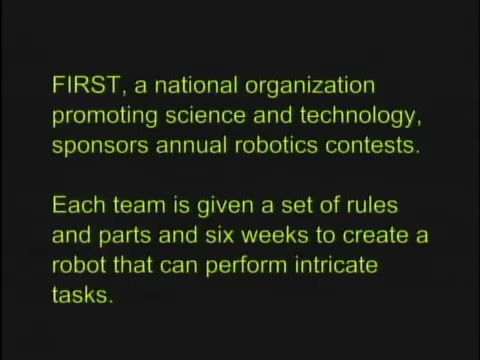 FIRST, a national organization
promoting science and technology,
sponsors annual robotics contests.
Each team is given a set of rules
and parts and six weeks to create a
robot that can perform intricate
tasks.